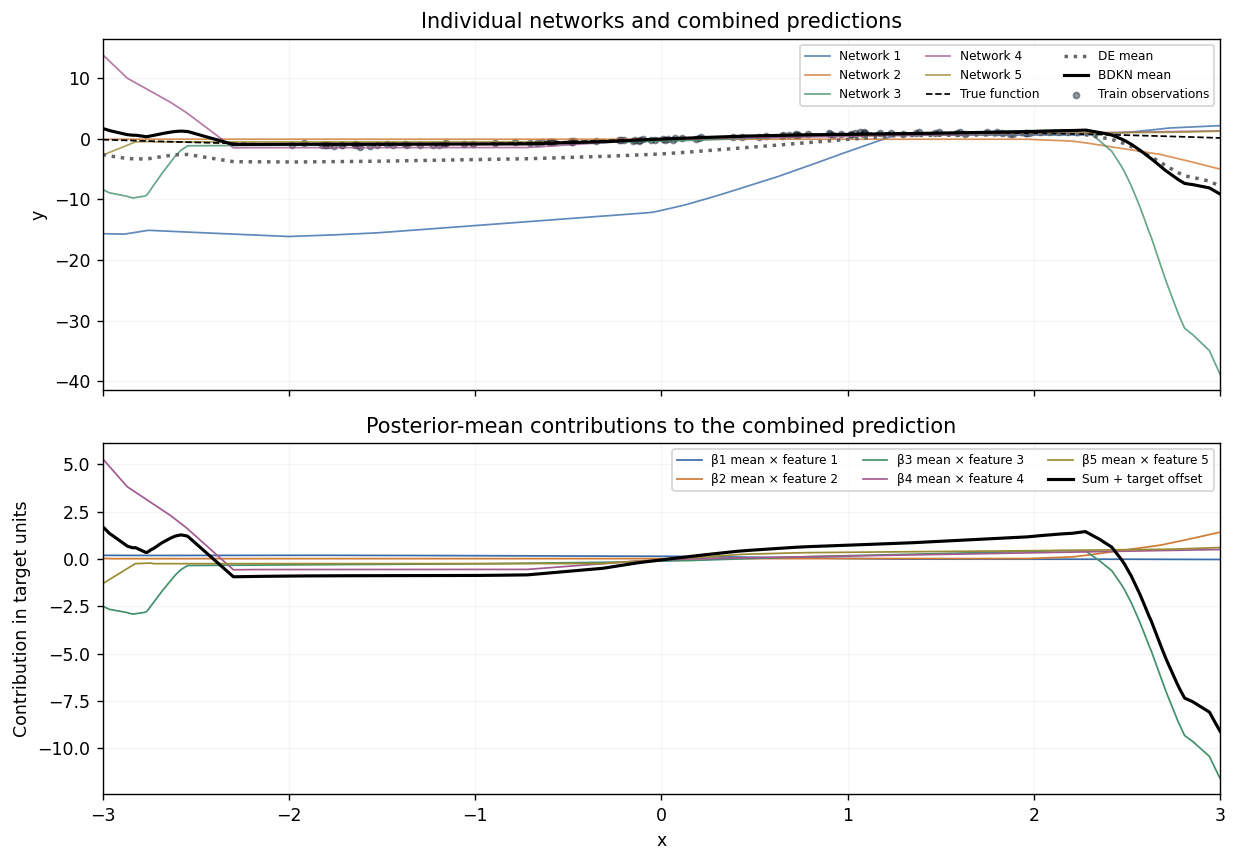 Individual networks and combined predictions
10
0
−10
−20
−30
−40
y
Network 1
Network 2
Network 3
Network 4
Network 5
True function
DE mean
BDKN mean
Train observations
Posterior-mean contributions to the combined prediction
5.0
2.5
0.0
−2.5
−5.0
−7.5
−10.0
Contribution in target units
β1 mean × feature 1
β2 mean × feature 2
β3 mean × feature 3
β4 mean × feature 4
β5 mean × feature 5
Sum + target offset
−3 −2 −1 0 1 2 3
x